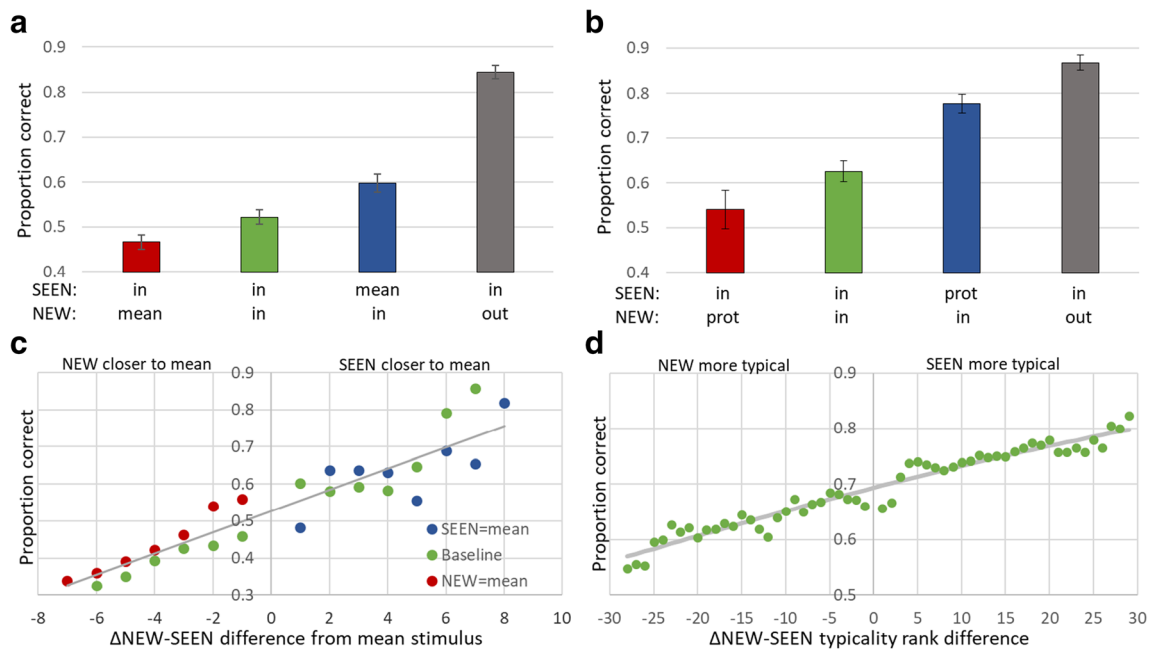 a
Proportion correct
0.9
0.8
0.7
0.6
0.5
0.4
SEEN: in in mean in
NEW: mean in in out
b
Proportion correct
0.9
0.8
0.7
0.6
0.5
0.4
SEEN: in in prot in
NEW: prot in in out
c
NEW closer to mean SEEN closer to mean
Proportion correct
0.9
0.8
0.7
0.6
0.5
0.4
0.3
SEEN=mean
Baseline
NEW=mean
-8 -6 -4 -2 0 2 4 6 8 10
ΔNEW-SEEN difference from mean stimulus
d
NEW more typical SEEN more typical
Proportion correct
0.9
0.8
0.7
0.6
0.5
-30 -25 -20 -15 -10 -5 0 5 10 15 20 25 30
ΔNEW-SEEN typicality rank difference